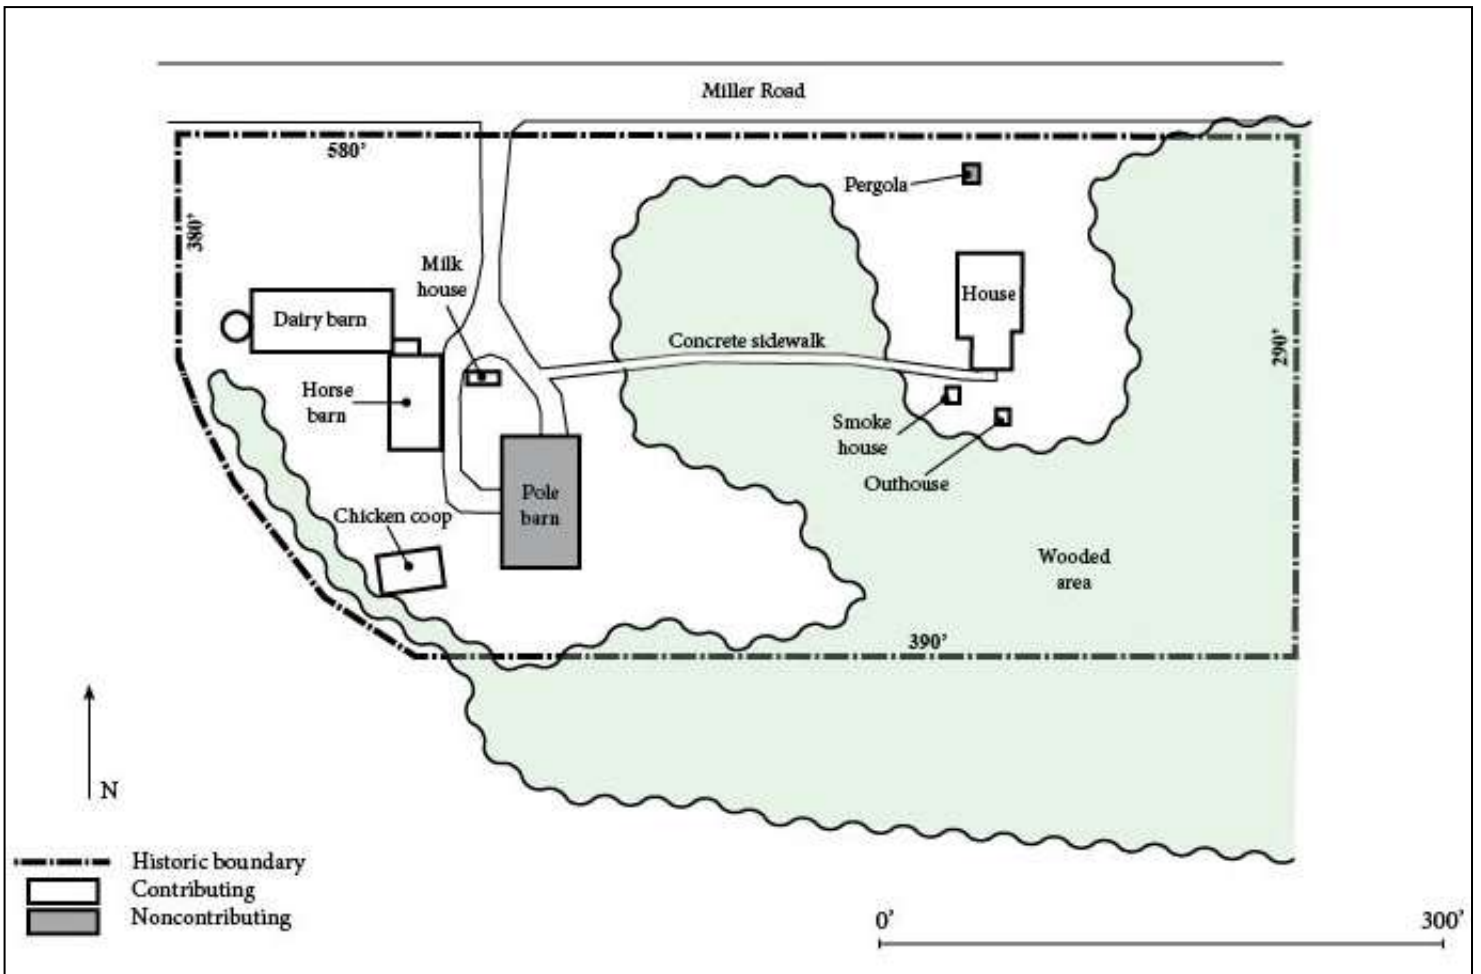 Miller Road
580’
Pergola
380’
Milk
house
House
Dairy barn
Concrete sidewalk
290’
Horse
barn
Smoke
house
Outhouse
Pole
barn
Chicken coop
Wooded
area
390’
N
Historic boundary
Contributing
Noncontributing
0’ 300’